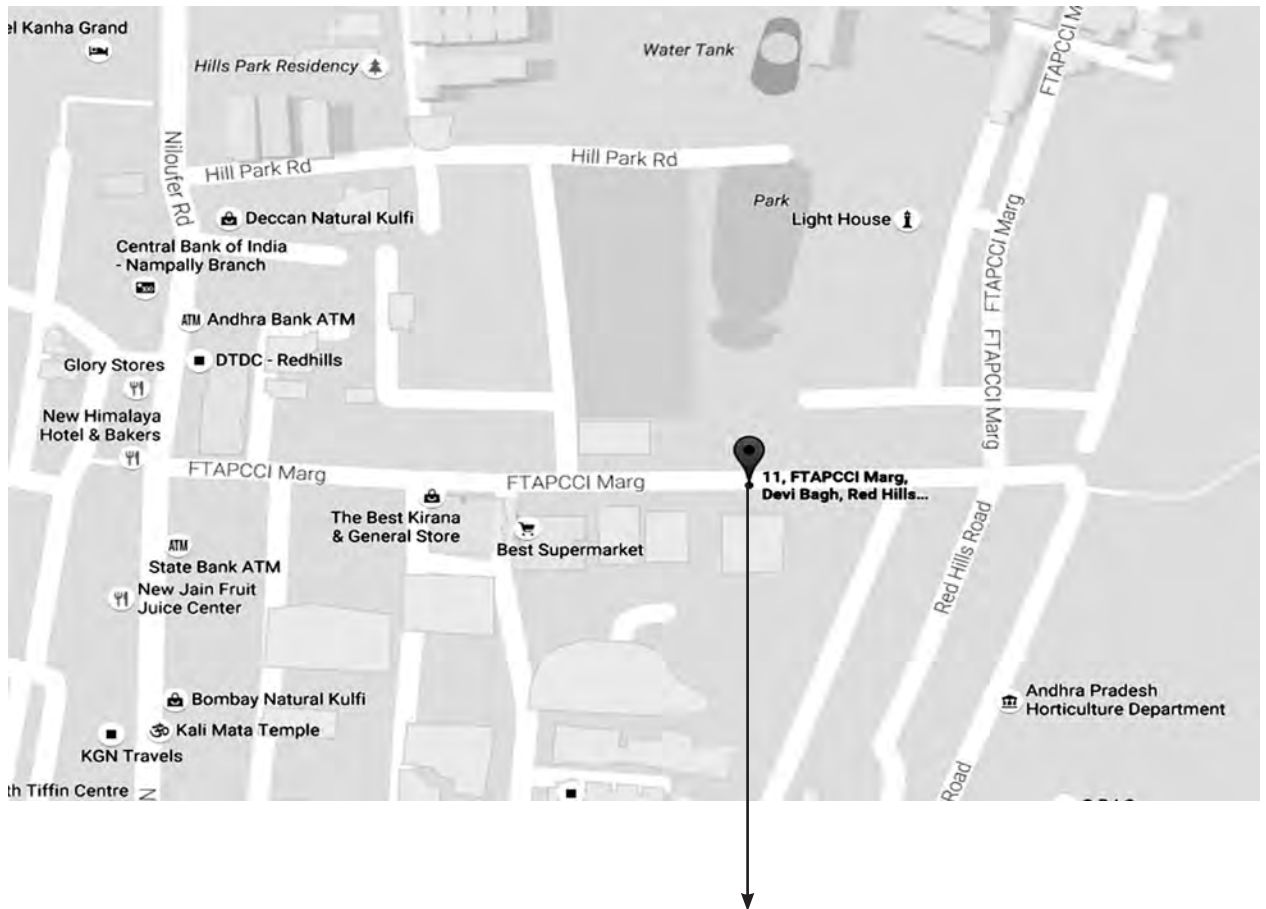 el Kanha Grand
Hills Park Residency
Water Tank
FTAPCCI M
Niloufer Rd
Hill Park Rd
Hill Park Rd
Park
Light House
Deccan Natural Kulfi
Central Bank of India
- Nampally Branch
FTAPCCI Marg
ATM
Andhra Bank ATM
DTDC - Redhills
Glory Stores
FTAPCCI Marg
New Himalaya
Hotel & Bakers
FTAPCCI Marg
FTAPCCI Marg
11, FTAPCCI Marg,
Devi Bagh, Red Hills...
The Best Kirana
& General Store
Best Supermarket
ATM
State Bank ATM
New Jain Fruit
Juice Center
Red Hills Road
Bombay Natural Kulfi
Kali Mata Temple
KGN Travels
Andhra Pradesh
Horticulture Department
th Tiffin Centre
N
Road